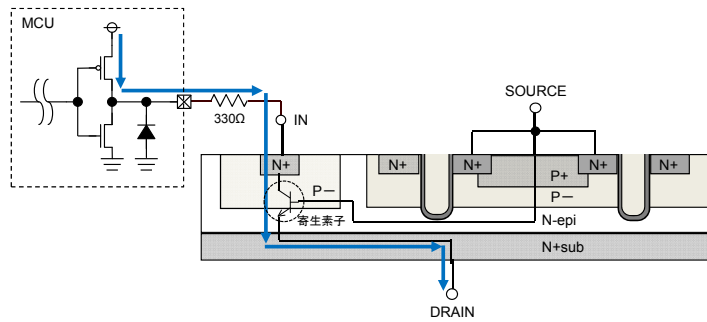 MCU
330Ω
IN
SOURCE
N+
N+
N+
N+
N+
P+
P−
P−
寄生素子
N-epi
N+sub
DRAIN